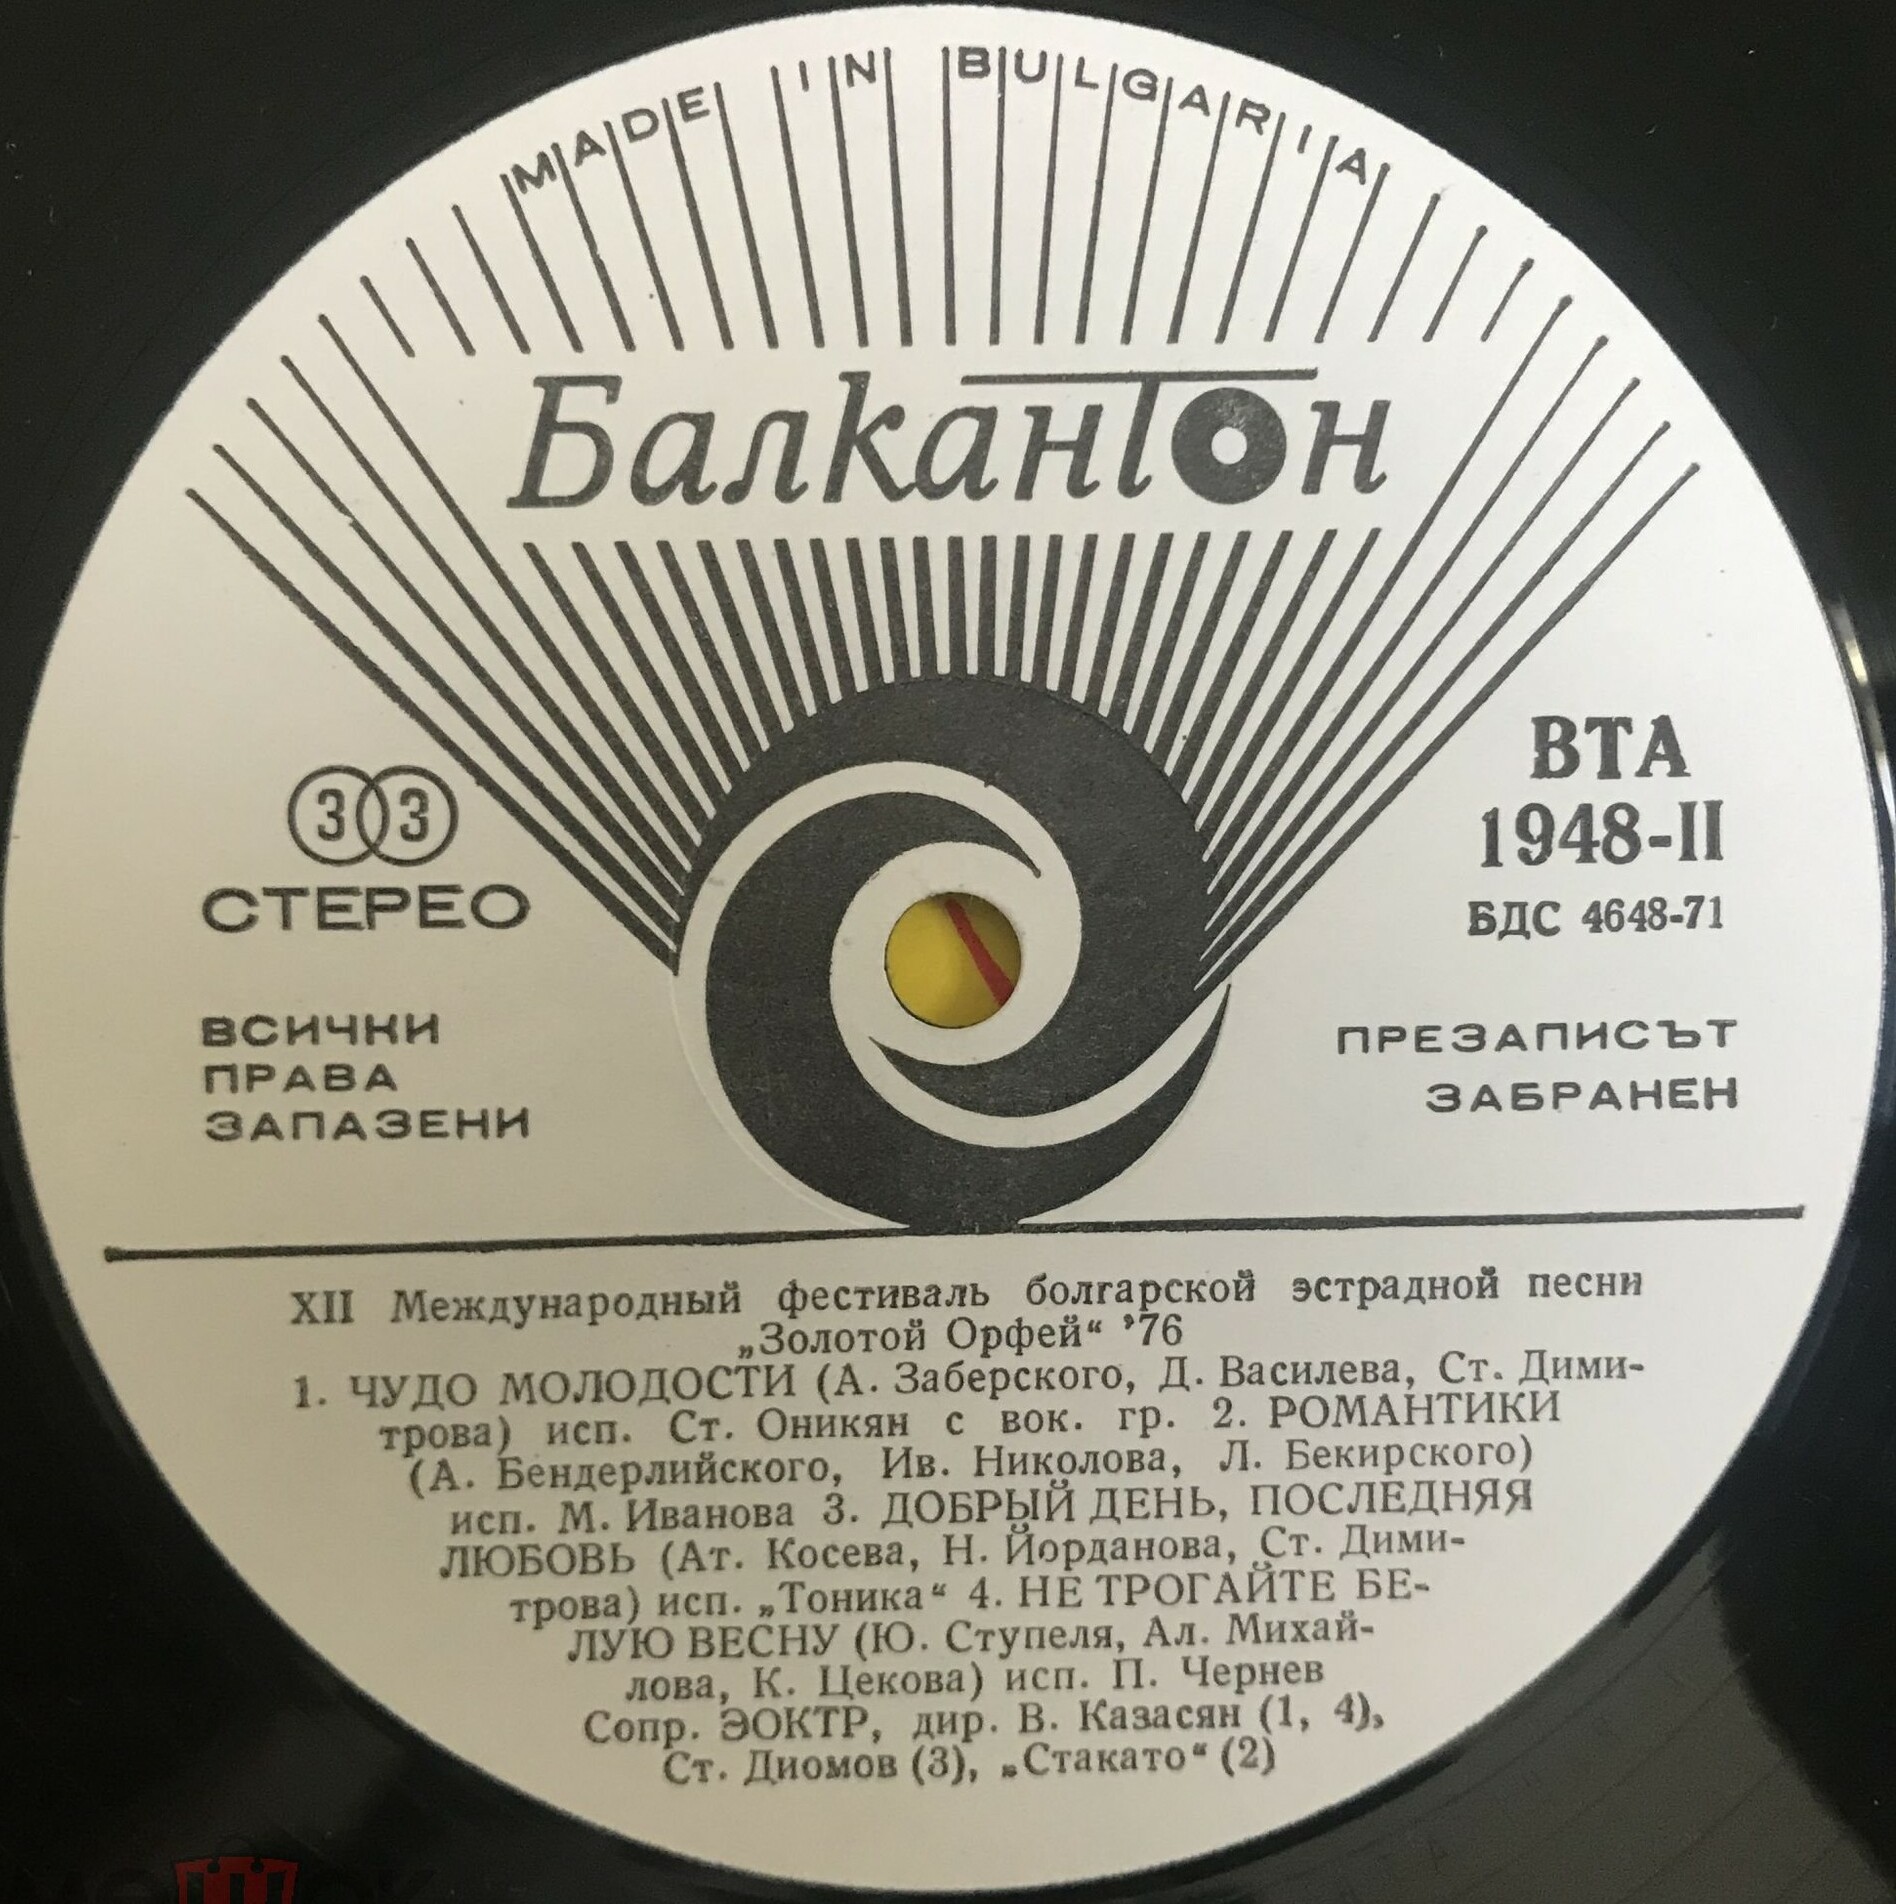 MADE IN BULGARIA
Балкантон
33
СТЕРЕО
ВТА
1948-II
БДС 4648-71
ВСИЧКИ
ПРАВА
ЗАПАЗЕНИ
ПРЕЗАПИСЪТ
ЗАБРАНЕН
XII Международный фестиваль болгарской эстрадной песни
„Золотой Орфей“ ’76
1. ЧУДО МОЛОДОСТИ (А. Заберского, Д. Василева, Ст. Дими-
трова) исп. Ст. Оникян с вок. гр. 2. РОМАНТИКИ
(А. Бендерлийского, Ив. Николова, Л. Бекирского)
исп. М. Иванова 3. ДОБРЫЙ ДЕНЬ, ПОСЛЕДНЯЯ
ЛЮБОВЬ (Ат. Косева, Н. Йорданова, Ст. Дими-
трова) исп. „Тоника“ 4. НЕ ТРОГАЙТЕ БЕ-
ЛУЮ ВЕСНУ (Ю. Ступеля, Ал. Михай-
лова, К. Цекова) исп. П. Чернев
Сопр. ЭОКТР, дир. В. Казасян (1, 4),
Ст. Диомов (3), „Стакато“ (2)